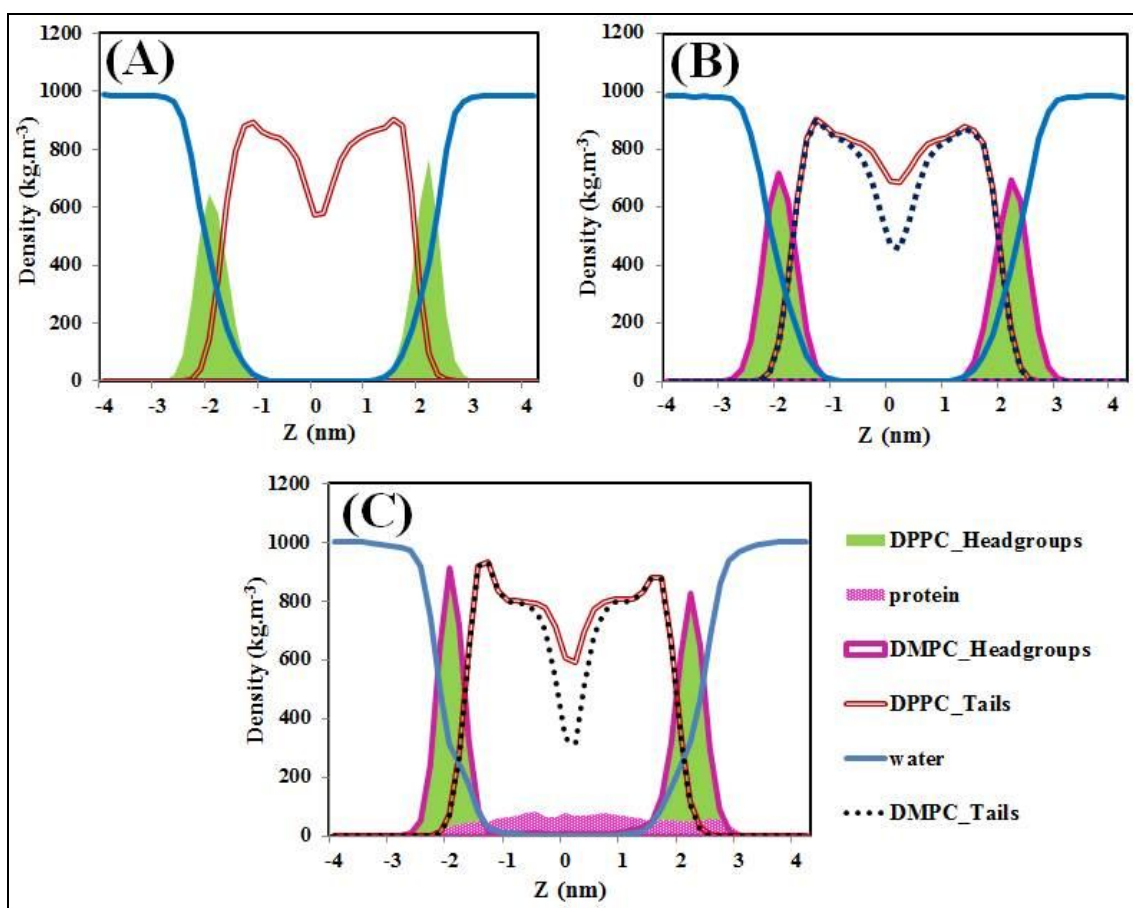 (A)
Density (kg.m-3)
1200
1000
800
600
400
200
0
-4 -3 -2 -1 0 1 2 3 4
Z (nm)
(B)
Density (kg.m-3)
1200
1000
800
600
400
200
0
-4 -3 -2 -1 0 1 2 3 4
Z (nm)
(C)
Density (kg.m-3)
1200
1000
800
600
400
200
0
-4 -3 -2 -1 0 1 2 3 4
Z (nm)
DPPC_Headgroups
protein
DMPC_Headgroups
DPPC_Tails
water
DMPC_Tails